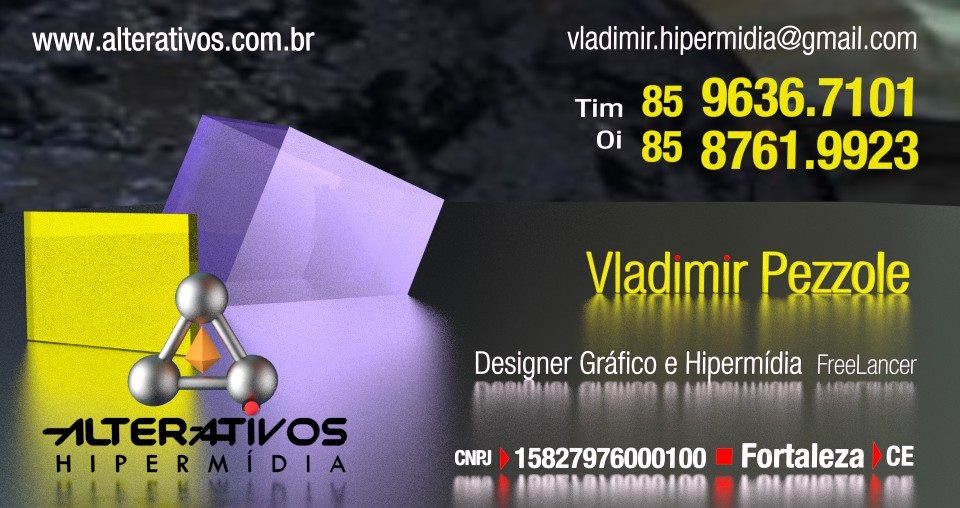 www.alterativos.com.br
vladimir.hipermidia@gmail.com
Tim 85 9636.7101
Oi 85 8761.9923
Vladimir Pezzole
Designer Gráfico e Hipermídia FreeLancer
ALTERATIVOS
HIPERMÍDIA
CNPJ 15827976000100 Fortaleza CE